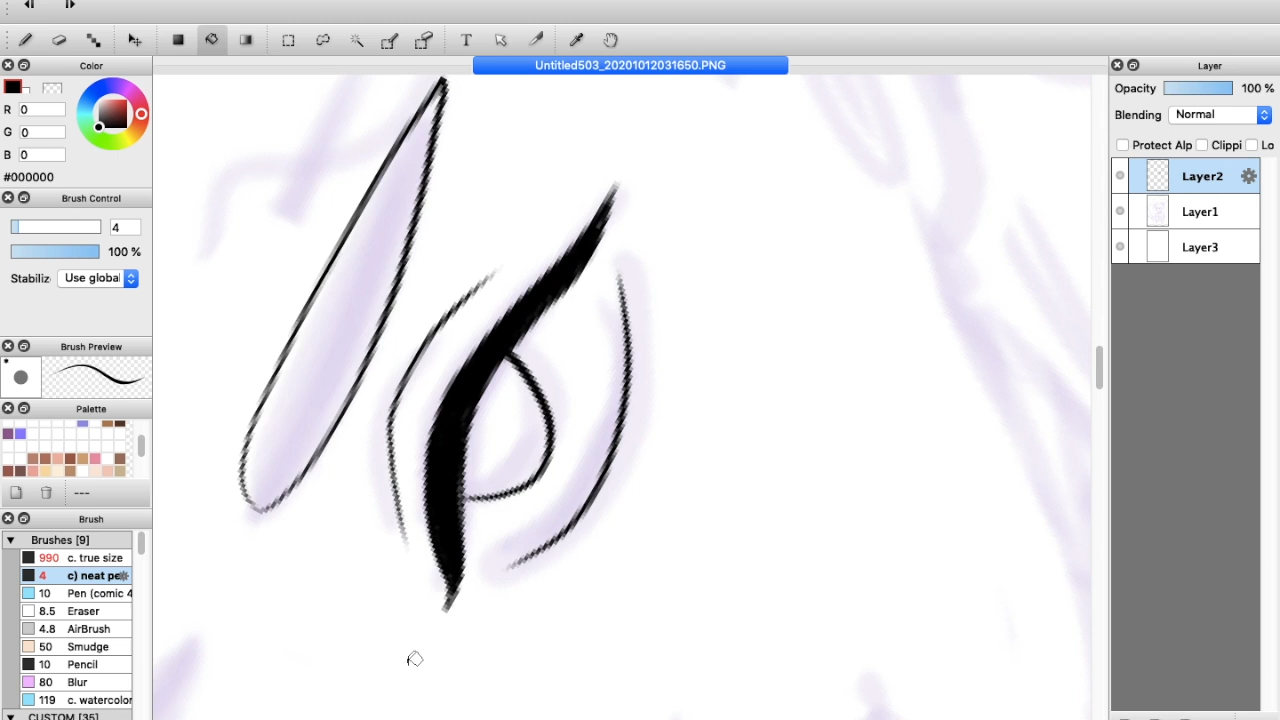 Untitled503_20201012031650.PNG
Color
R 0
G 0
B 0
#000000
Brush Control
4
100 %
Stabiliz Use global
Brush Preview
Palette
---
Brush
Brushes [9]
990 c. true size
4 c) neat pe
10 Pen (comic 4
8.5 Eraser
4.8 AirBrush
50 Smudge
10 Pencil
80 Blur
119 c. watercolor
CUSTOM [35]
Layer
Opacity 100 %
Blending Normal
Protect Alp Clippi Lo
Layer2
Layer1
Layer3
T